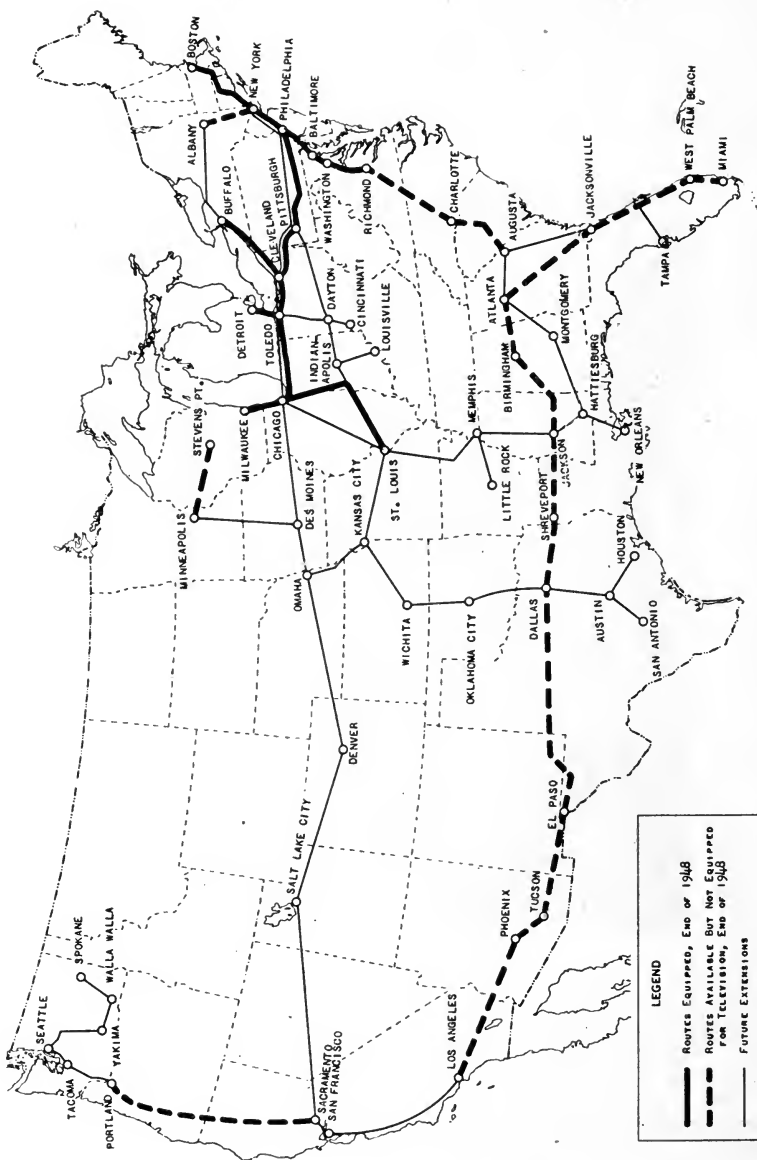 BOSTON
NEW YORK
PHILADELPHIA
BALTIMORE
ALBANY
BUFFALO
CLEVELAND
PITTSBURGH
WASHINGTON
RICHMOND
CHARLOTTE
AUGUSTA
JACKSONVILLE
WEST PALM BEACH
MIAMI
TAMPA
DETROIT
TOLEDO
DAYTON
CINCINNATI
LOUISVILLE
INDIAN-
APOLIS
ATLANTA
MONTGOMERY
BIRMINGHAM
HATTIESBURG
STEVENS PT.
MILWAUKEE
CHICAGO
MEMPHIS
JACKSON
NEW ORLEANS
LITTLE ROCK
ST. LOUIS
MINNEAPOLIS
DES MOINES
KANSAS CITY
SHREVEPORT
HOUSTON
OMAHA
WICHITA
OKLAHOMA CITY
DALLAS
AUSTIN
SAN ANTONIO
DENVER
EL PASO
SALT LAKE CITY
TUCSON
PHOENIX
SPOKANE
WALLA WALLA
SEATTLE
YAKIMA
TACOMA
PORTLAND
SACRAMENTO
SAN FRANCISCO
LOS ANGELES
LEGEND
ROUTES EQUIPPED, END OF 1948
ROUTES AVAILABLE BUT NOT EQUIPPED
FOR TELEVISION, END OF 1948
FUTURE EXTENSIONS